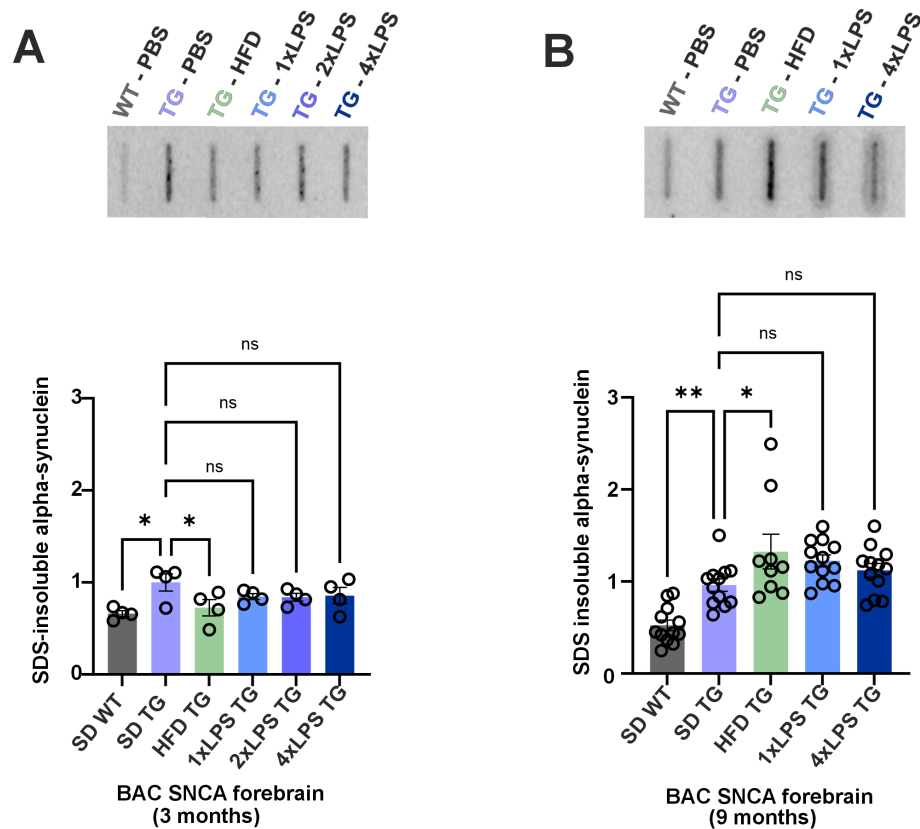 A
WT - PBS
TG - PBS
TG - HFD
TG - 1xLPS
TG - 2xLPS
TG - 4xLPS
ns
ns
ns
* *
SDS-insoluble alpha-synuclein
3
2
1
0
SD WT
SD TG
HFD TG
1xLPS TG
2xLPS TG
4xLPS TG
BAC SNCA forebrain
(3 months)
B
WT - PBS
TG - PBS
TG - HFD
TG - 1xLPS
TG - 4xLPS
ns
ns
** *
SDS insoluble alpha-synuclein
3
2
1
0
SD WT
SD TG
HFD TG
1xLPS TG
4xLPS TG
BAC SNCA forebrain
(9 months)